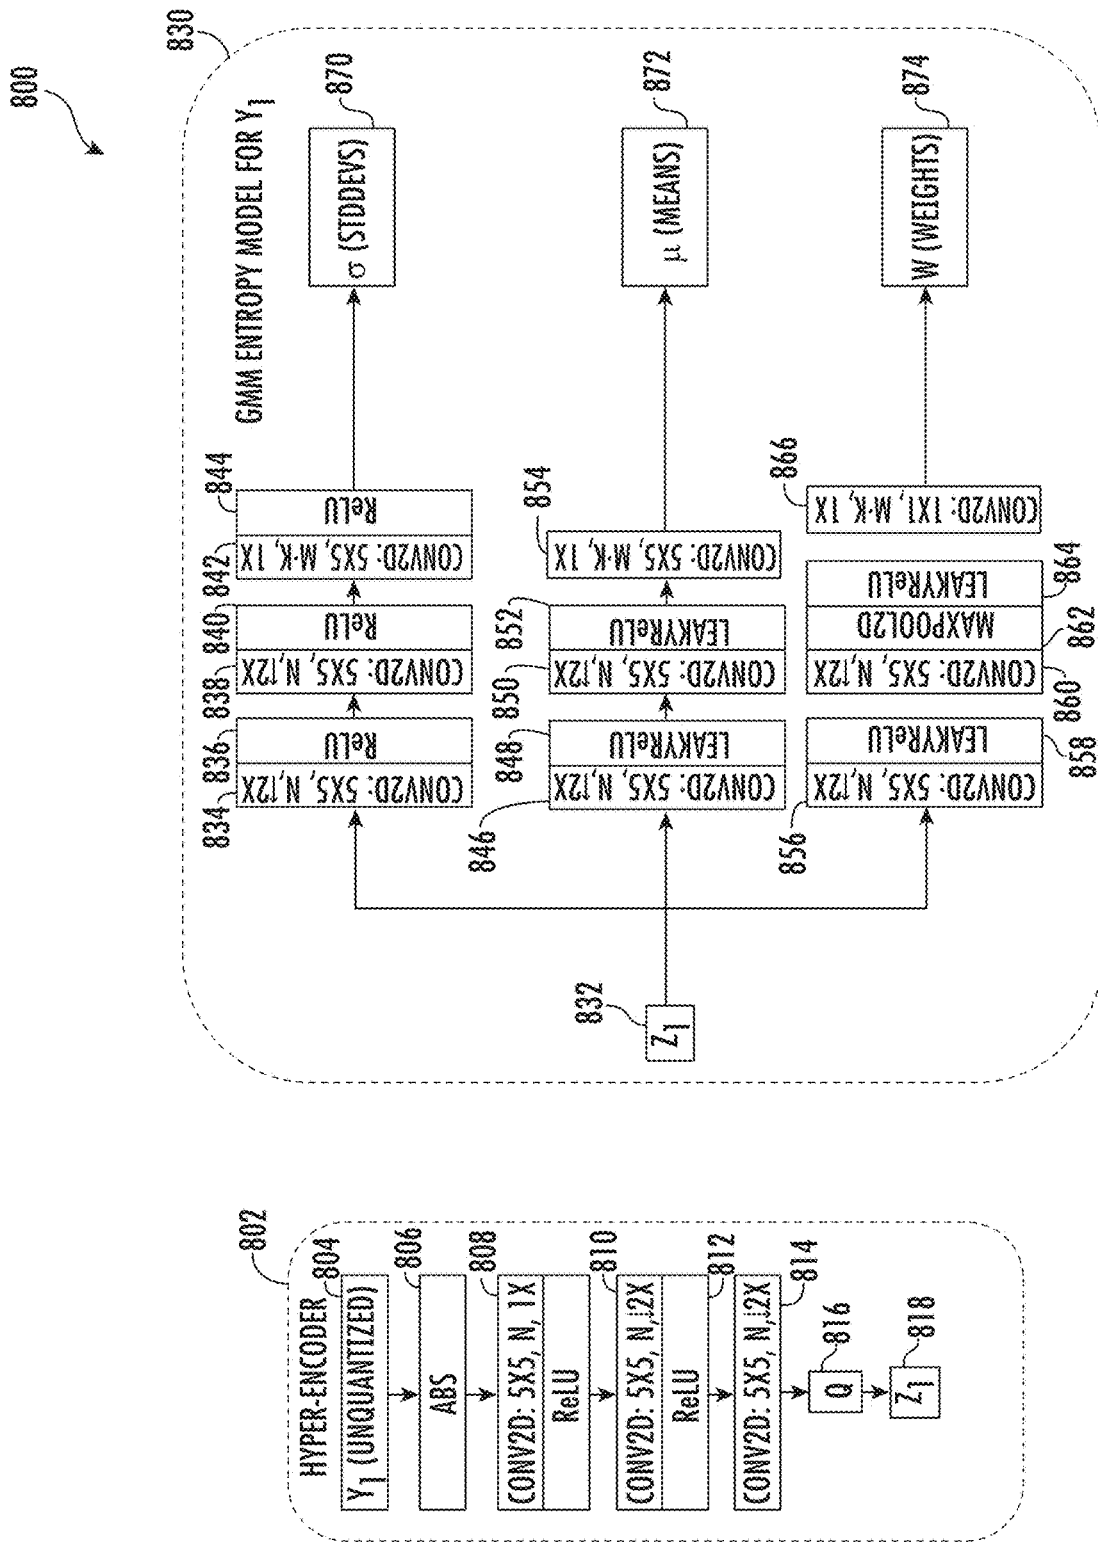 800
802
HYPER-ENCODER
804
Y1 (UNQUANTIZED)
806
ABS
808
CONV2D: 5X5, N, 1X
ReLU
810
CONV2D: 5X5, N,↓2X
812
ReLU
814
CONV2D: 5X5, N,↓2X
816
Q
818
Z1
830
GMM ENTROPY MODEL FOR Y1
832
Z1
834
CONV2D: 5X5, N,↑2X
836
ReLU
838
CONV2D: 5X5, N,↑2X
840
ReLU
842
CONV2D: 5X5, M·K, 1X
844
ReLU
870
σ (STDDEVS)
846
CONV2D: 5X5, N,↑2X
848
LEAKYReLU
850
CONV2D: 5X5, N,↑2X
852
LEAKYReLU
854
CONV2D: 5X5, M·K, 1X
872
μ (MEANS)
856
CONV2D: 5X5, N,↑2X
858
LEAKYReLU
860
CONV2D: 5X5, N,↑2X
862
MAXPOOL2D
864
LEAKYReLU
866
CONV2D: 1X1, M·K, 1X
874
W (WEIGHTS)